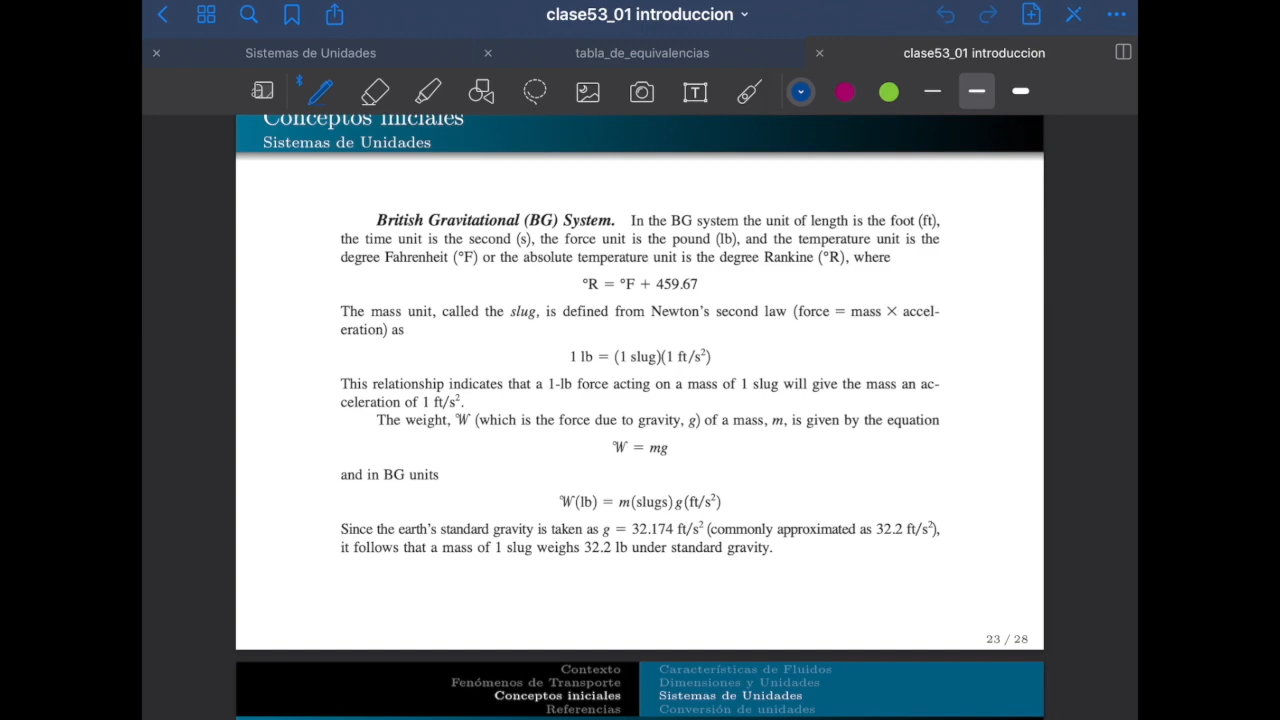 clase53_01 introduccion
Sistemas de Unidades
tabla_de_equivalencias
clase53_01 introduccion
Conceptos iniciales
Sistemas de Unidades
British Gravitational (BG) System. In the BG system the unit of length is the foot (ft),
the time unit is the second (s), the force unit is the pound (lb), and the temperature unit is the
degree Fahrenheit (°F) or the absolute temperature unit is the degree Rankine (°R), where
°R = °F + 459.67
The mass unit, called the slug, is defined from Newton's second law (force = mass × accel-
eration) as
1 lb = (1 slug)(1 ft/s²)
This relationship indicates that a 1-lb force acting on a mass of 1 slug will give the mass an ac-
celeration of 1 ft/s².
The weight, 𝒲 (which is the force due to gravity, g) of a mass, m, is given by the equation
𝒲 = mg
and in BG units
𝒲(lb) = m(slugs) g(ft/s²)
Since the earth's standard gravity is taken as g = 32.174 ft/s² (commonly approximated as 32.2 ft/s²),
it follows that a mass of 1 slug weighs 32.2 lb under standard gravity.
23 / 28
Contexto
Fenómenos de Transporte
Conceptos iniciales
Referencias
Características de Fluidos
Dimensiones y Unidades
Sistemas de Unidades
Conversión de unidades